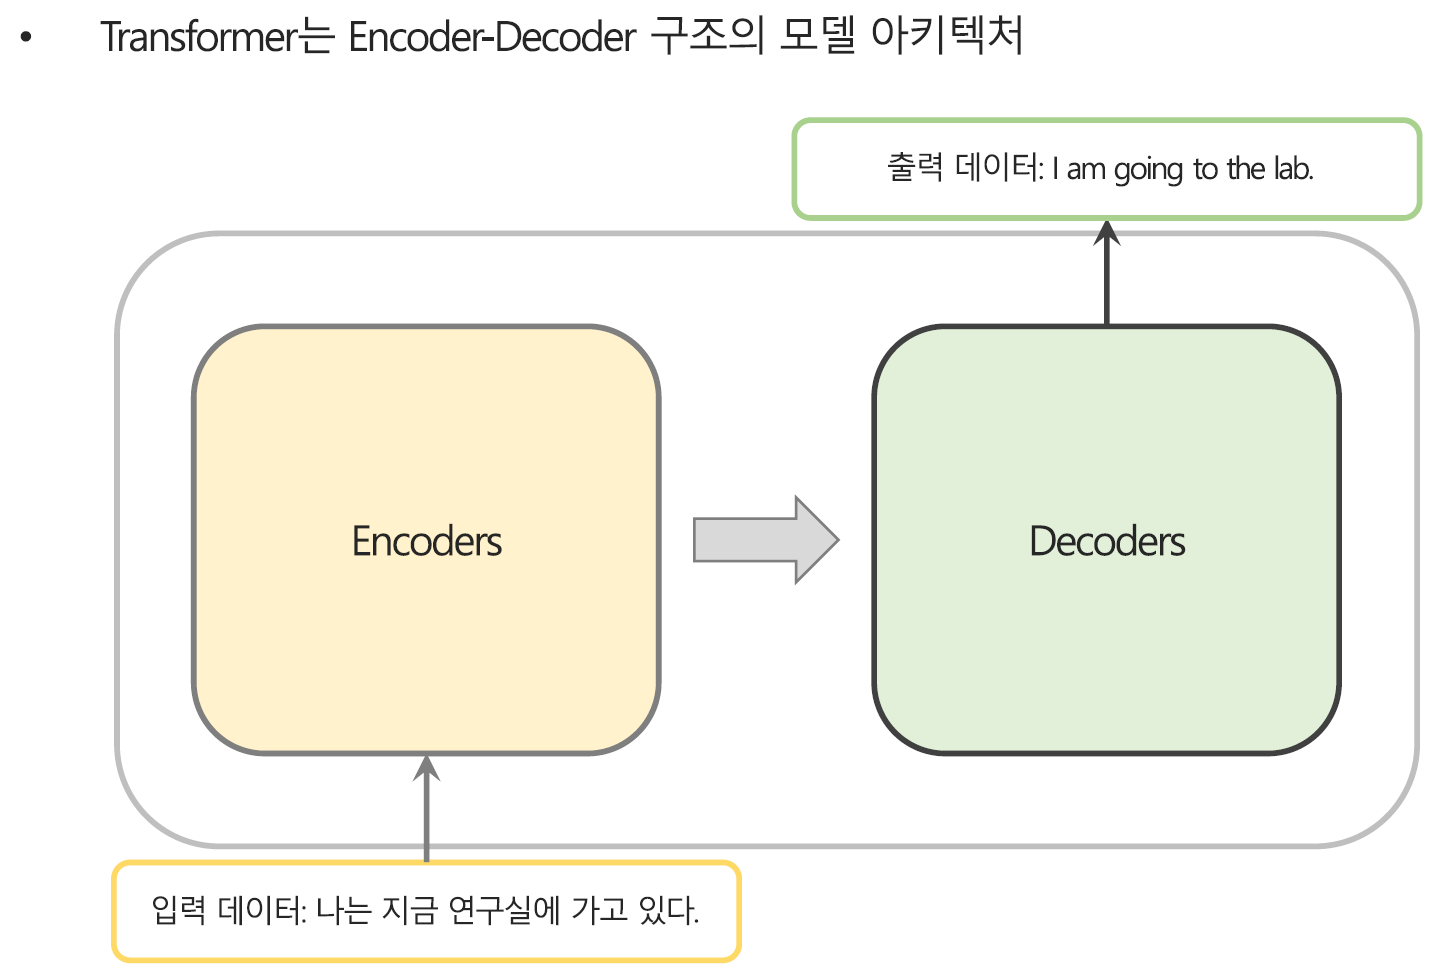 • Transformer는 Encoder-Decoder 구조의 모델 아키텍처
출력 데이터: I am going to the lab.
Encoders
Decoders
입력 데이터: 나는 지금 연구실에 가고 있다.